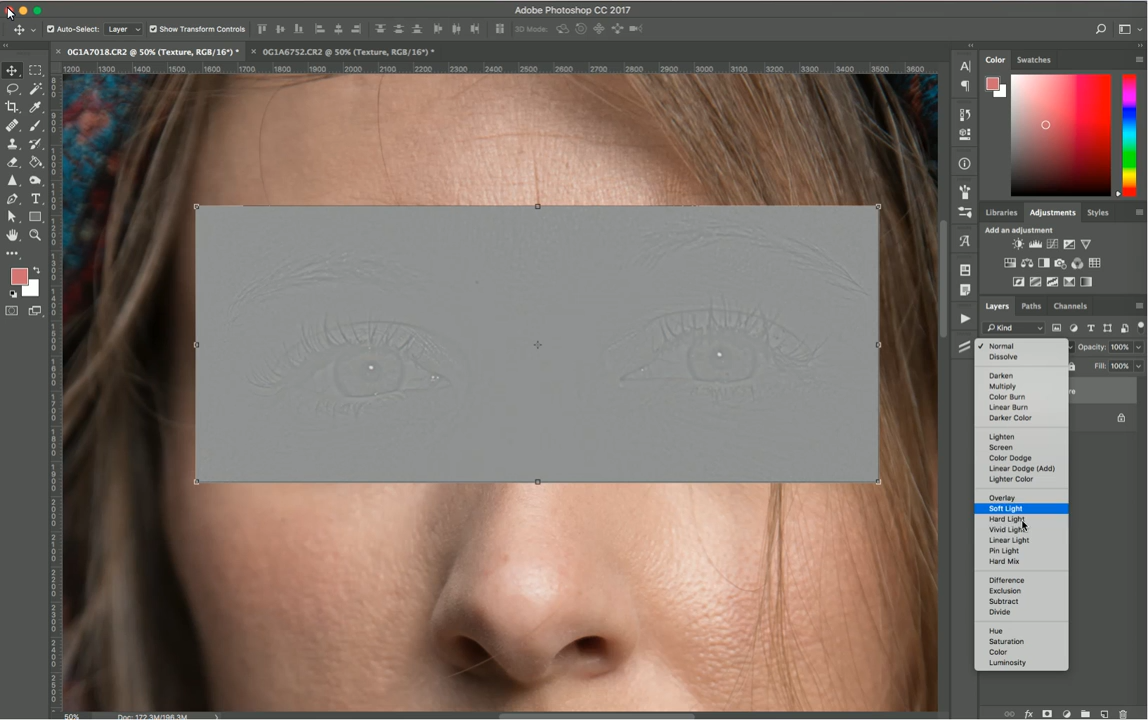 Adobe Photoshop CC 2017
Auto-Select: Layer Show Transform Controls 3D Mode:
0G1A7018.CR2 @ 50% (Texture, RGB/16*) * 0G1A6752.CR2 @ 50% (Texture, RGB/16*) *
1200 1300 1400 1500 1600 1700 1800 1900 2000 2100 2200 2300 2400 2500 2600 2700 2800 2900 3000 3100 3200 3300 3400 3500 3600
Color Swatches
Libraries Adjustments Styles
Add an adjustment
Layers Paths Channels
Kind
Normal
Opacity: 100%
Dissolve
Fill: 100%
Darken
Multiply
Color Burn
Linear Burn
Darker Color
Lighten
Screen
Color Dodge
Linear Dodge (Add)
Lighter Color
Overlay
Soft Light
Hard Light
Vivid Light
Linear Light
Pin Light
Hard Mix
Difference
Exclusion
Subtract
Divide
Hue
Saturation
Color
Luminosity
50% Doc: 172.3M/196.3M